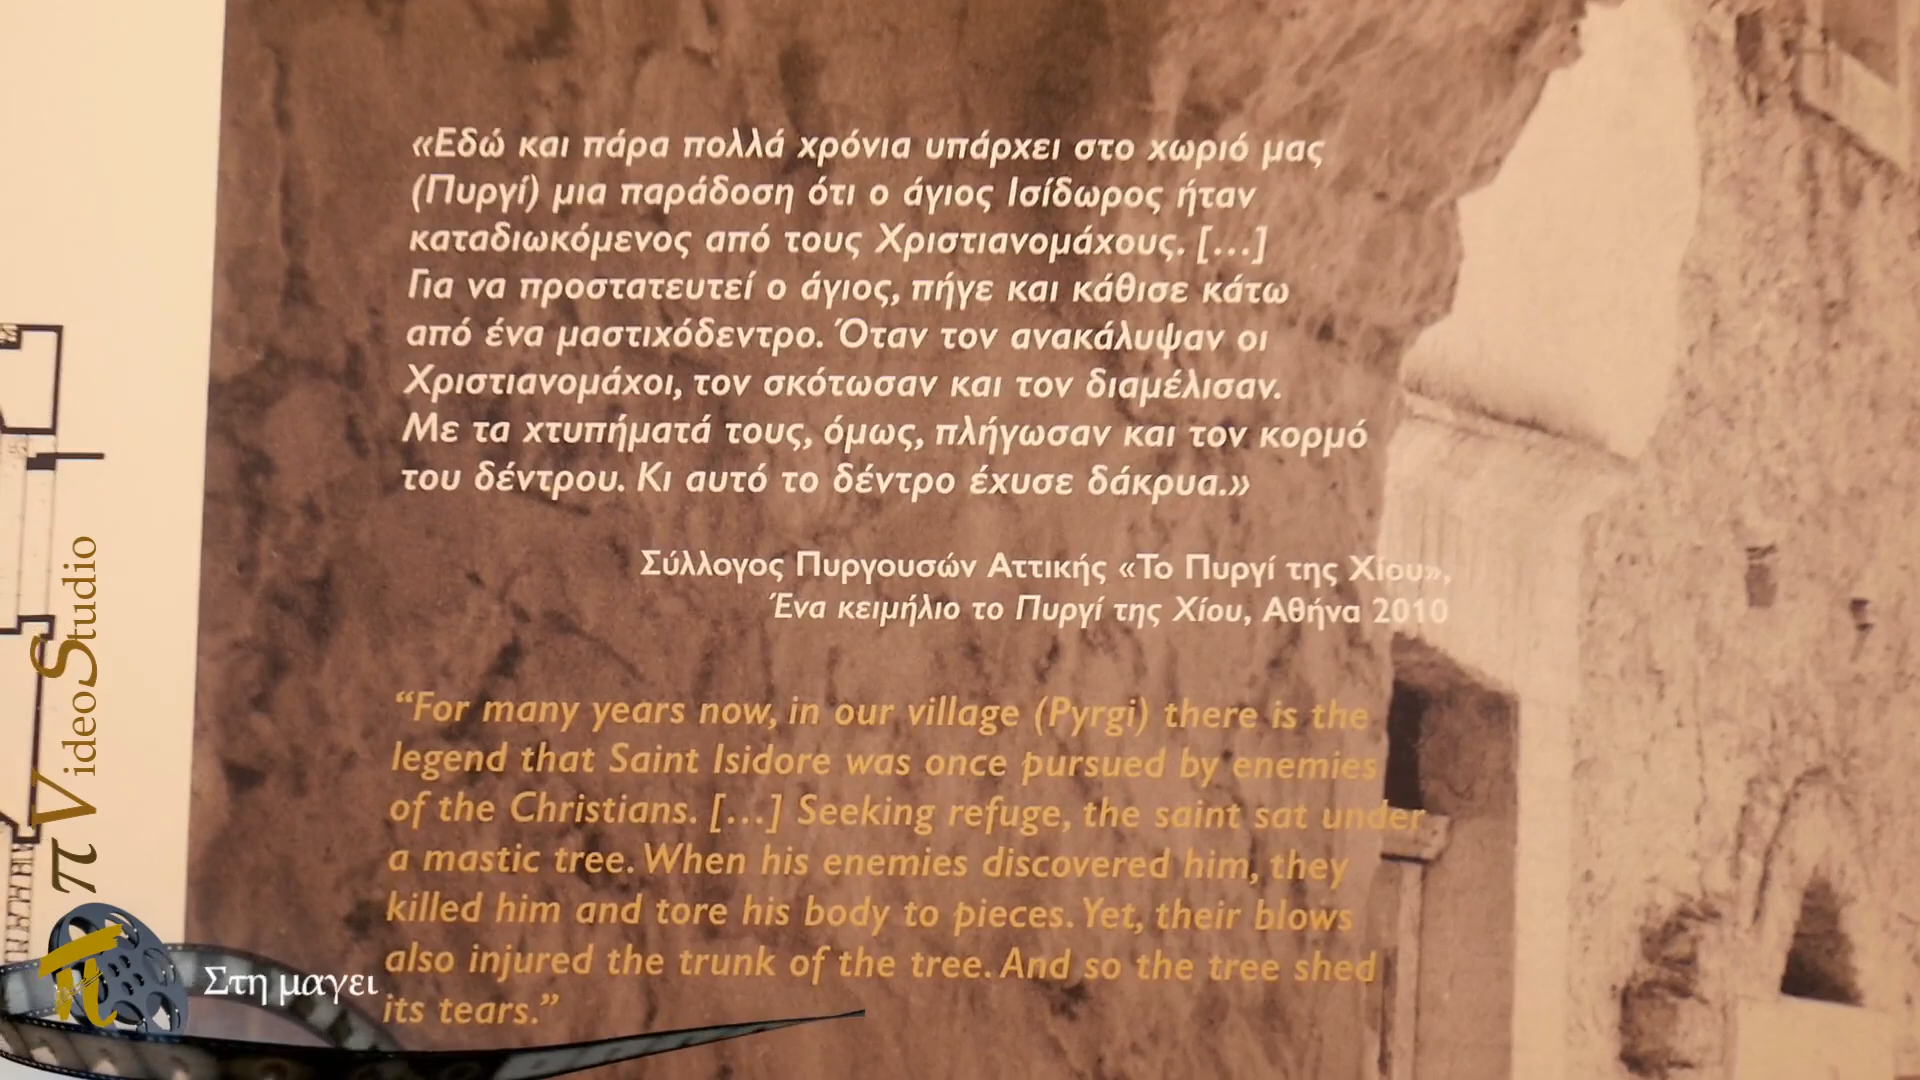 «Εδώ και πάρα πολλά χρόνια υπάρχει στο χωριό μας
(Πυργί) μια παράδοση ότι ο άγιος Ισίδωρος ήταν
καταδιωκόμενος από τους Χριστιανομάχους. [...]
Για να προστατευτεί ο άγιος, πήγε και κάθισε κάτω
από ένα μαστιχόδεντρο. Όταν τον ανακάλυψαν οι
Χριστιανομάχοι, τον σκότωσαν και τον διαμέλισαν.
Με τα χτυπήματά τους, όμως, πλήγωσαν και τον κορμό
του δέντρου. Κι αυτό το δέντρο έχυσε δάκρυα.»
Σύλλογος Πυργουσών Αττικής «Το Πυργί της Χίου»,
Ένα κειμήλιο το Πυργί της Χίου, Αθήνα 2010
“For many years now, in our village (Pyrgi) there is the
legend that Saint Isidore was once pursued by enemies
of the Christians. [...] Seeking refuge, the saint sat under
a mastic tree. When his enemies discovered him, they
killed him and tore his body to pieces. Yet, their blows
also injured the trunk of the tree. And so the tree shed
its tears.”
π VideoStudio
π
Στη μαγει